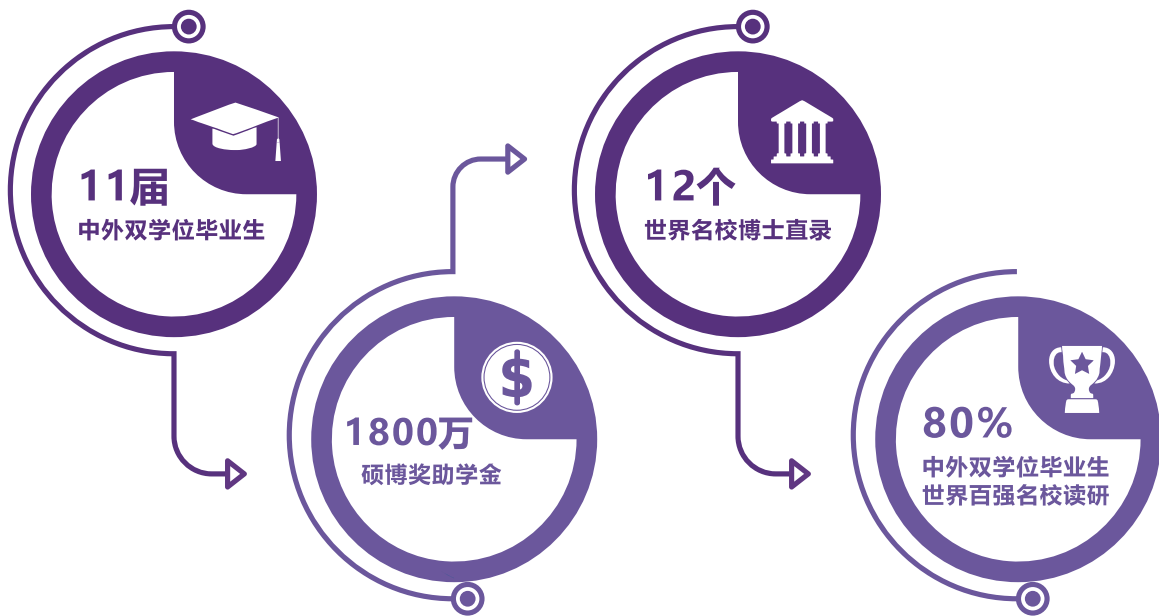 11届
中外双学位毕业生
1800万
硕博奖助学金
12个
世界名校博士直录
80%
中外双学位毕业生
世界百强名校读研